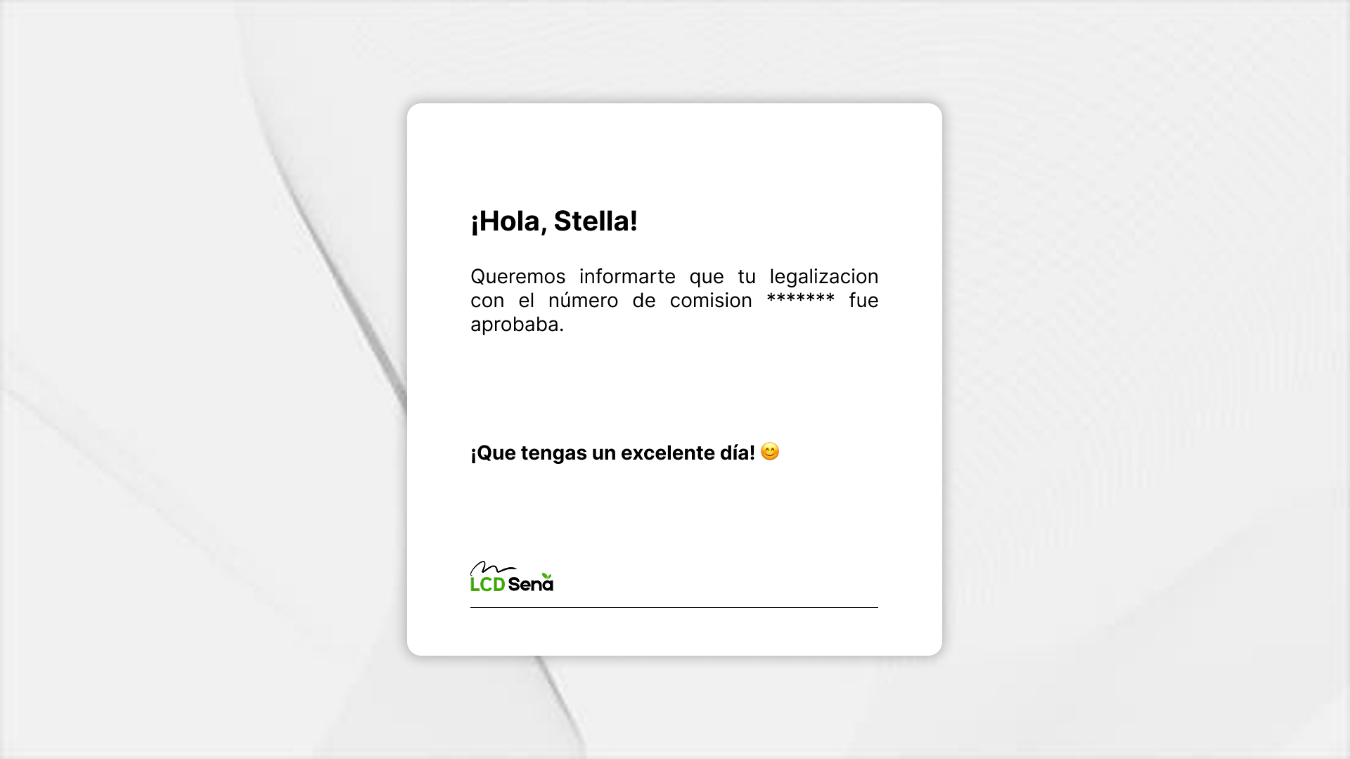 ¡Hola, Stella!
Queremos informarte que tu legalizacion
con el número de comision ******* fue
aprobaba.
¡Que tengas un excelente día! 😊
LCD Sena